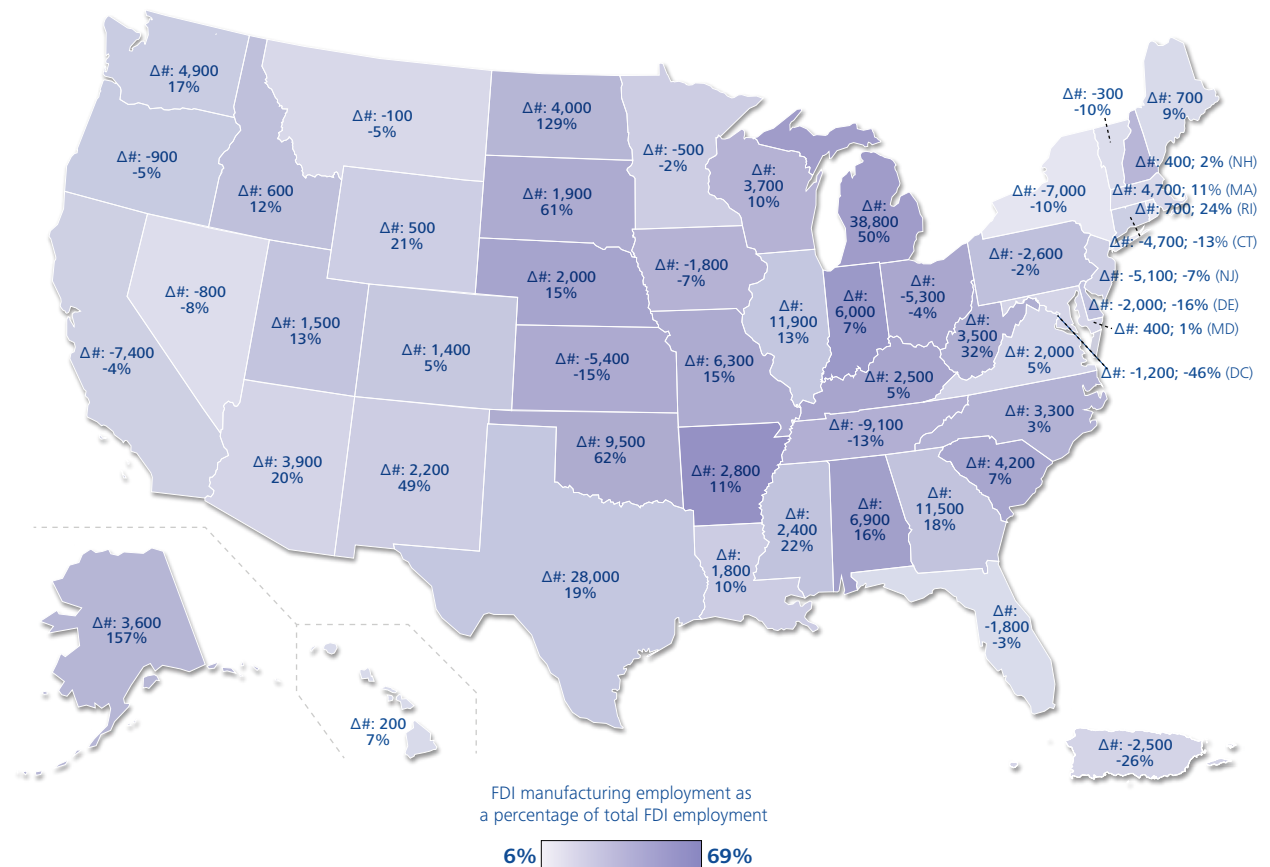 Δ#: 4,900
17%
Δ#: -900
-5%
Δ#: 600
12%
Δ#: -100
-5%
Δ#: 500
21%
Δ#: -800
-8%
Δ#: 1,500
13%
Δ#: 1,400
5%
Δ#: -7,400
-4%
Δ#: 3,900
20%
Δ#: 2,200
49%
Δ#: 4,000
129%
Δ#: 1,900
61%
Δ#: 2,000
15%
Δ#: -5,400
-15%
Δ#: 9,500
62%
Δ#: 28,000
19%
Δ#: -500
-2%
Δ#: -1,800
-7%
Δ#: 6,300
15%
Δ#: 2,800
11%
Δ#:
1,800
10%
Δ#:
3,700
10%
Δ#:
11,900
13%
Δ#:
38,800
50%
Δ#:
6,000
7%
Δ#:
-5,300
-4%
Δ#: 2,500
5%
Δ#: -9,100
-13%
Δ#:
2,400
22%
Δ#:
6,900
16%
Δ#:
11,500
18%
Δ#:
-1,800
-3%
Δ#: 4,200
7%
Δ#: 3,300
3%
Δ#: 2,000
5%
Δ#:
3,500
32%
Δ#: -2,600
-2%
Δ#: -7,000
-10%
Δ#: -300
-10%
Δ#: 700
9%
Δ#: 400; 2% (NH)
Δ#: 4,700; 11% (MA)
Δ#: 700; 24% (RI)
Δ#: -4,700; -13% (CT)
Δ#: -5,100; -7% (NJ)
Δ#: -2,000; -16% (DE)
Δ#: 400; 1% (MD)
Δ#: -1,200; -46% (DC)
Δ#: 3,600
157%
Δ#: 200
7%
Δ#: -2,500
-26%
FDI manufacturing employment as
a percentage of total FDI employment
6% 69%